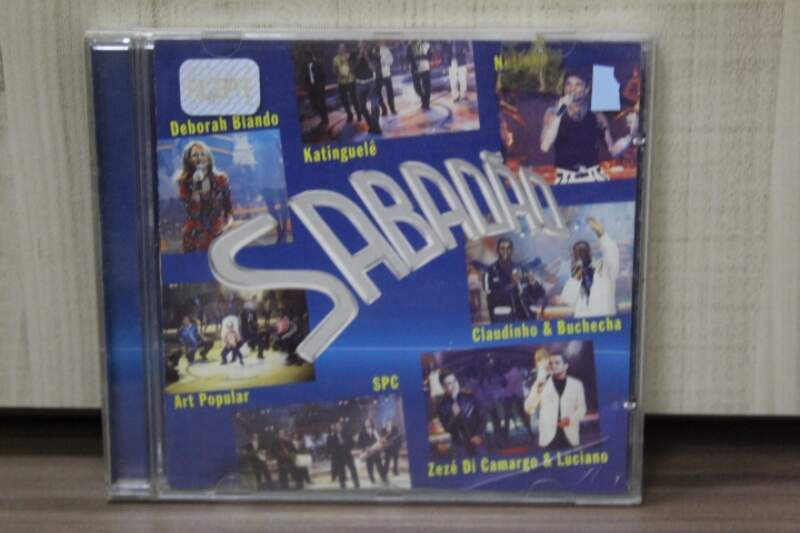 Deborah Blando
Katinguelê
SABADÃO
Claudinho & Buchecha
Art Popular
SPC
Zezé Di Camargo & Luciano